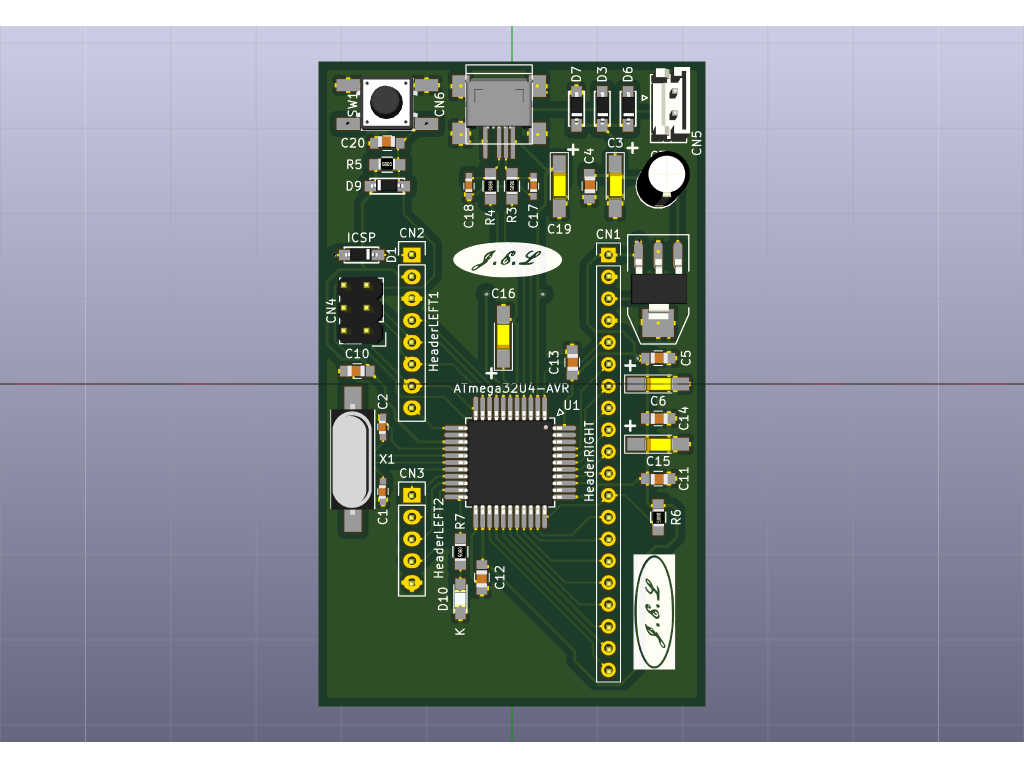 D7
D3
D6
SW1
CN6
CN5
C20
R5
D9
C4
C3
C18
R4
R3
C17
C19
ICSP
D1
CN2
CN1
J.E.L
CN4
HeaderLEFT1
C16
C10
C13
C5
ATmega32U4-AVR
C6
U1
C2
C14
X1
HeaderRIGHT
C15
CN3
C11
C1
HeaderLEFT2
R7
R6
C12
D10
K
J.E.L